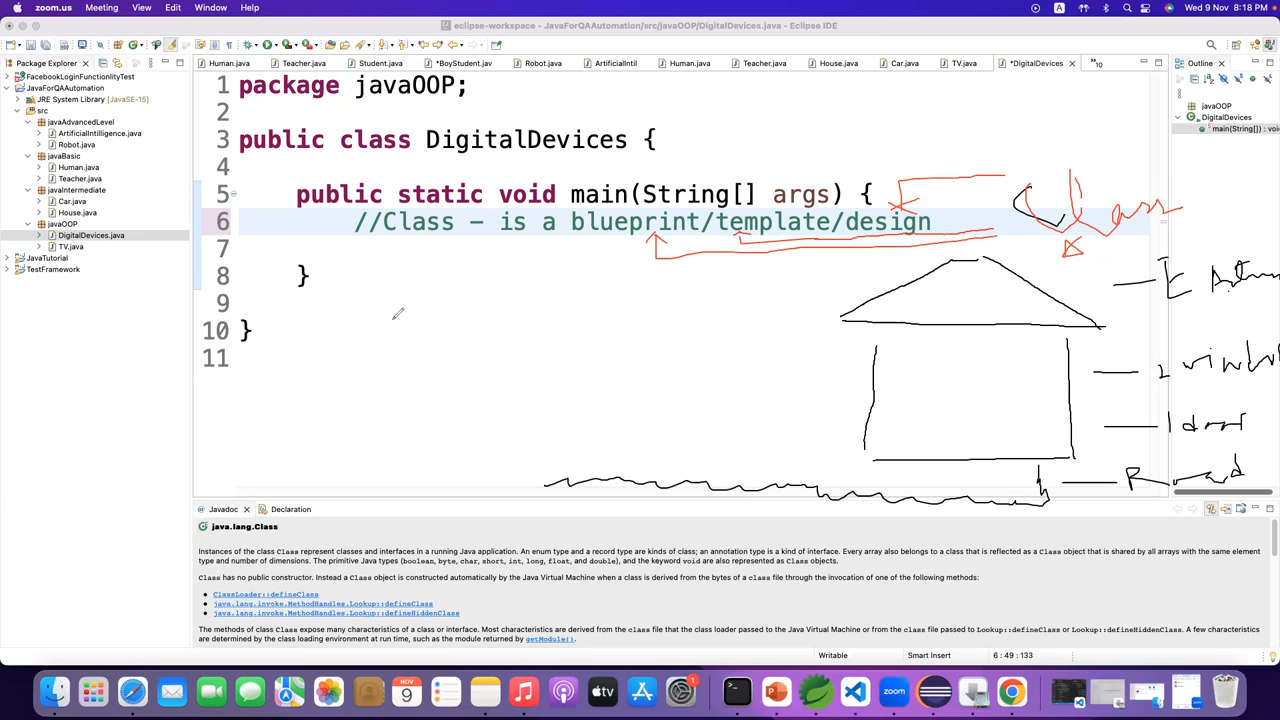 zoom.us Meeting View Edit Window Help A Wed 9 Nov 8:18 PM
eclipse-workspace - JavaForQAAutomation/src/javaOOP/DigitalDevices.java - Eclipse IDE
Package Explorer
Human.java Teacher.java Student.java *BoyStudent.jav Robot.java ArtificialIntil Human.java Teacher.java House.java Car.java TV.java *DigitalDevices 10
Outline
FacebookLoginFunctionlityTest
JavaForQAAutomation
JRE System Library [JavaSE-15]
src
javaAdvancedLevel
ArtificialIntilligence.java
Robot.java
javaBasic
Human.java
Teacher.java
javaIntermediate
Car.java
House.java
javaOOP
DigitalDevices.java
TV.java
JavaTutorial
TestFramework
1 package javaOOP;
2
3 public class DigitalDevices {
4
5 public static void main(String[] args) {
6 //Class - is a blueprint/template/design
7
8 }
9
10 }
11
javaOOP
DigitalDevices
main(String[]) : vo
class
1 door
Javadoc Declaration
java.lang.Class
Instances of the class Class represent classes and interfaces in a running Java application. An enum type and a record type are kinds of class; an annotation type is a kind of interface. Every array also belongs to a class that is reflected as a Class object that is shared by all arrays with the same element
type and number of dimensions. The primitive Java types (boolean, byte, char, short, int, long, float, and double), and the keyword void are also represented as Class objects.
Class has no public constructor. Instead a Class object is constructed automatically by the Java Virtual Machine when a class is derived from the bytes of a class file through the invocation of one of the following methods:
ClassLoader::defineClass
java.lang.invoke.MethodHandles.Lookup::defineClass
java.lang.invoke.MethodHandles.Lookup::defineHiddenClass
The methods of class Class expose many characteristics of a class or interface. Most characteristics are derived from the class file that the class loader passed to the Java Virtual Machine or from the class file passed to Lookup::defineClass or Lookup::defineHiddenClass. A few characteristics
are determined by the class loading environment at run time, such as the module returned by getModule().
Writable Smart Insert 6 : 49 : 133
NOV
9
zoom
1